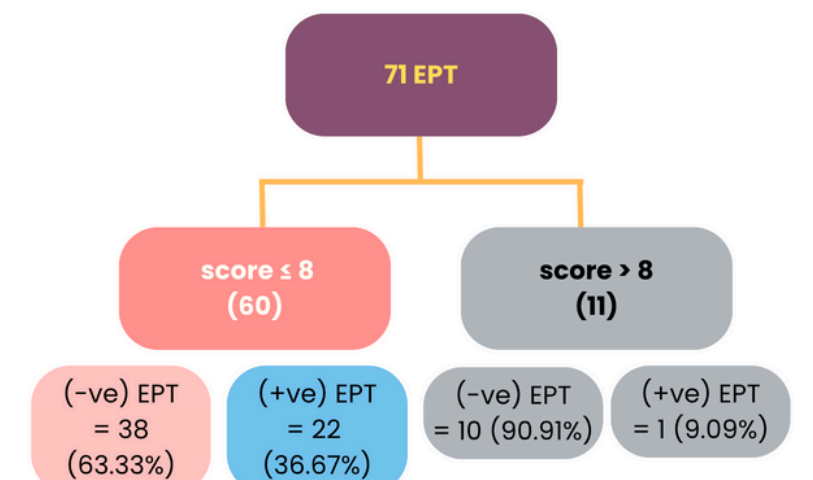 71 EPT
score ≤ 8
(60)
score > 8
(11)
(-ve) EPT
= 38
(63.33%)
(+ve) EPT
= 22
(36.67%)
(-ve) EPT
= 10 (90.91%)
(+ve) EPT
= 1 (9.09%)